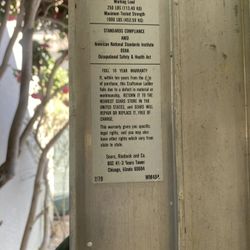 Working Load
250 LBS (113.40 KG)
Maximum Tested Strength
1000 LBS (453.59 KG)
STANDARDS COMPLIANCE
AND
American National Standards Institute
OSHA
Occupational Safety & Health Act
FULL 10 YEAR WARRANTY
If, within ten years from the date
of purchase, this Craftsman Ladder
fails due to a defect in material or
workmanship, RETURN IT TO THE
NEAREST SEARS STORE IN THE
UNITED STATES, and SEARS WILL
REPAIR OR REPLACE IT, FREE OF
CHARGE.
This warranty gives you specific
legal rights, and you may also
have other rights which vary from
state to state.
Sears, Roebuck and Co.
BSC 41-3 Sears Tower
Chicago, Illinois 60684